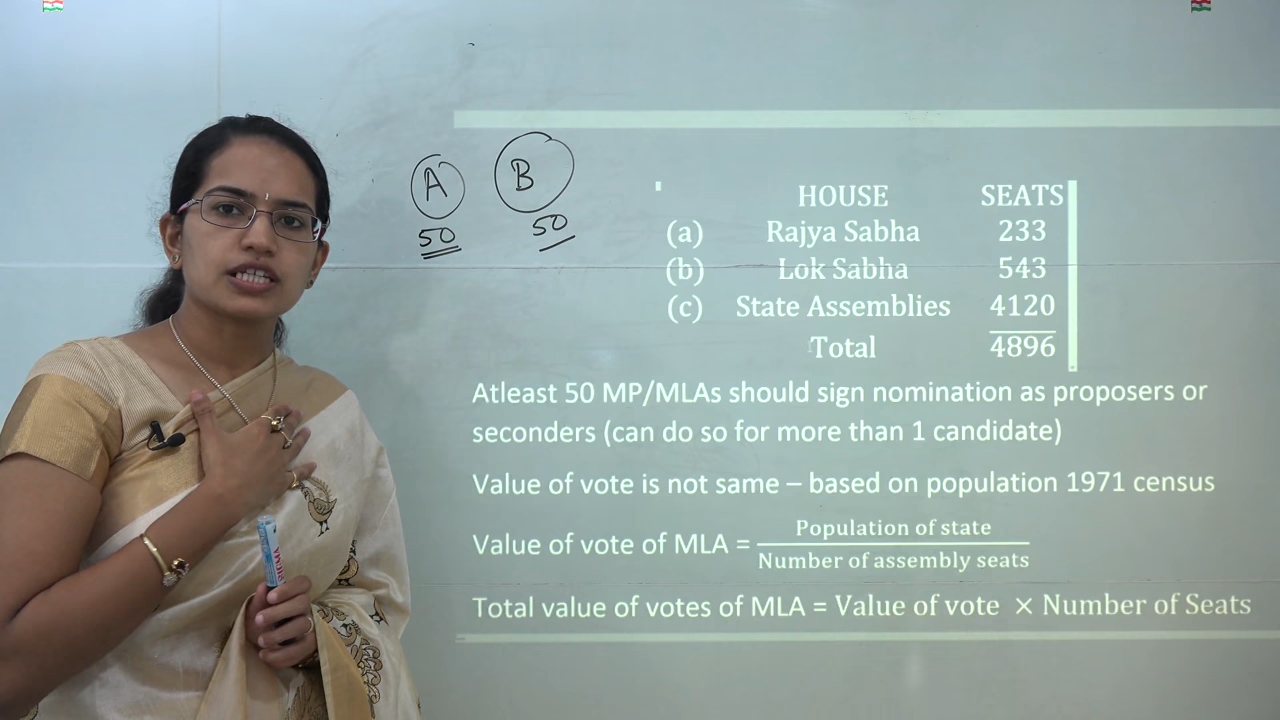 A B
50 50
HOUSE SEATS
(a) Rajya Sabha 233
(b) Lok Sabha 543
(c) State Assemblies 4120
Total 4896
Atleast 50 MP/MLAs should sign nomination as proposers or
seconders (can do so for more than 1 candidate)
Value of vote is not same – based on population 1971 census
Value of vote of MLA = Population of state / Number of assembly seats
Total value of votes of MLA = Value of vote × Number of Seats